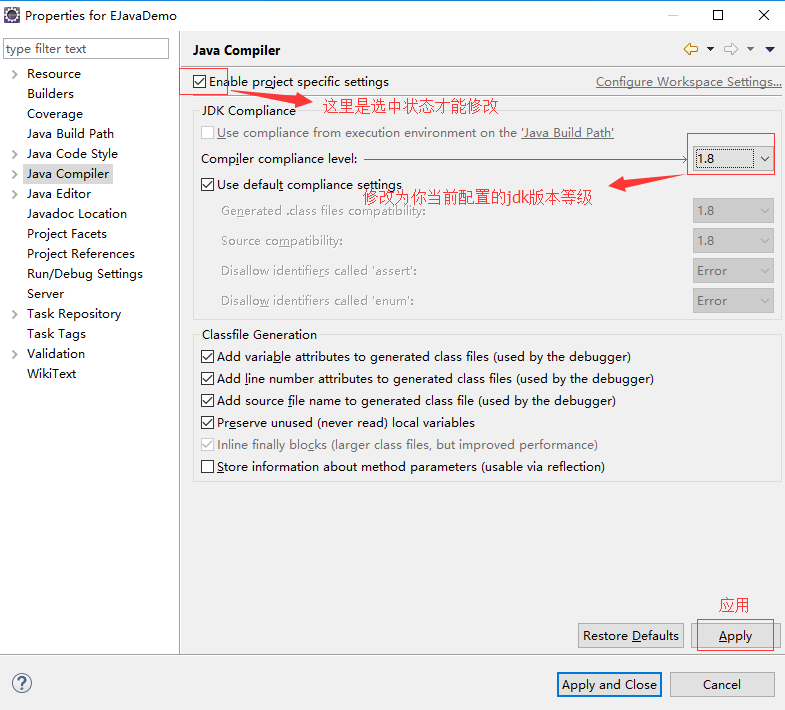 Properties for EJavaDemo
type filter text
Resource
Builders
Coverage
Java Build Path
Java Code Style
Java Compiler
Java Editor
Javadoc Location
Project Facets
Project References
Run/Debug Settings
Server
Task Repository
Task Tags
Validation
WikiText
Java Compiler
Enable project specific settings
Configure Workspace Settings...
这里是选中状态才能修改
JDK Compliance
Use compliance from execution environment on the 'Java Build Path'
Compiler compliance level: 1.8
Use default compliance settings
修改为你当前配置的jdk版本等级
Generated .class files compatibility: 1.8
Source compatibility: 1.8
Disallow identifiers called 'assert': Error
Disallow identifiers called 'enum': Error
Classfile Generation
Add variable attributes to generated class files (used by the debugger)
Add line number attributes to generated class files (used by the debugger)
Add source file name to generated class file (used by the debugger)
Preserve unused (never read) local variables
Inline finally blocks (larger class files, but improved performance)
Store information about method parameters (usable via reflection)
应用
Restore Defaults Apply
Apply and Close Cancel